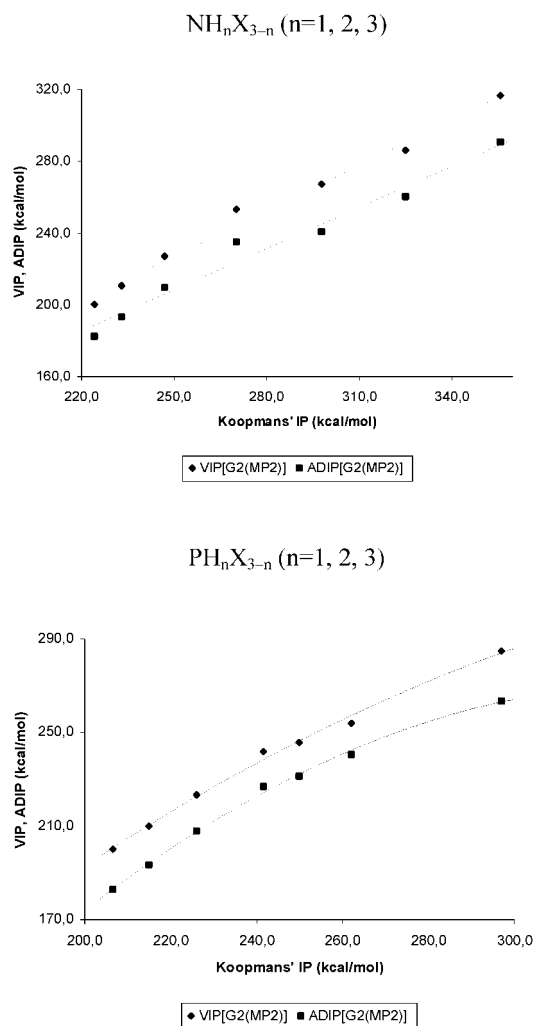 NHnX3−n (n=1, 2, 3)
320,0
280,0
240,0
200,0
160,0
VIP, ADIP (kcal/mol)
220,0 250,0 280,0 310,0 340,0
Koopmans' IP (kcal/mol)
VIP[G2(MP2)] ADIP[G2(MP2)]
PHnX3−n (n=1, 2, 3)
290,0
250,0
210,0
170,0
VIP, ADIP (kcal/mol)
200,0 220,0 240,0 260,0 280,0 300,0
Koopmans' IP (kcal/mol)
VIP[G2(MP2)] ADIP[G2(MP2)]